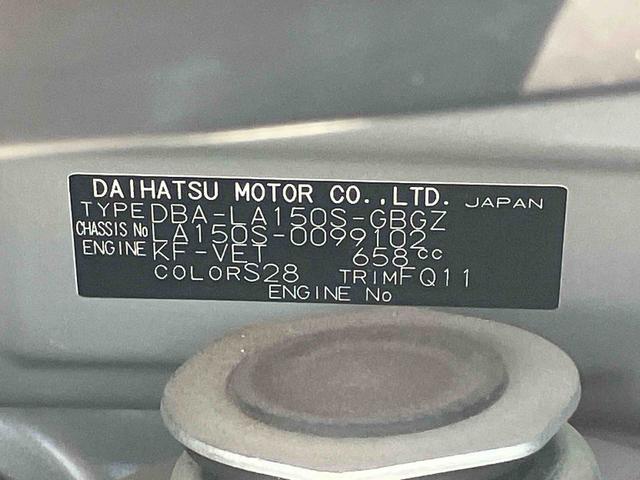 DAIHATSU MOTOR CO.,LTD. JAPAN
TYPE DBA-LA150S-GBGZ
CHASSIS No LA150S-0099102
ENGINE KF-VET 658cc
COLOR S28 TRIM FQ11
ENGINE No